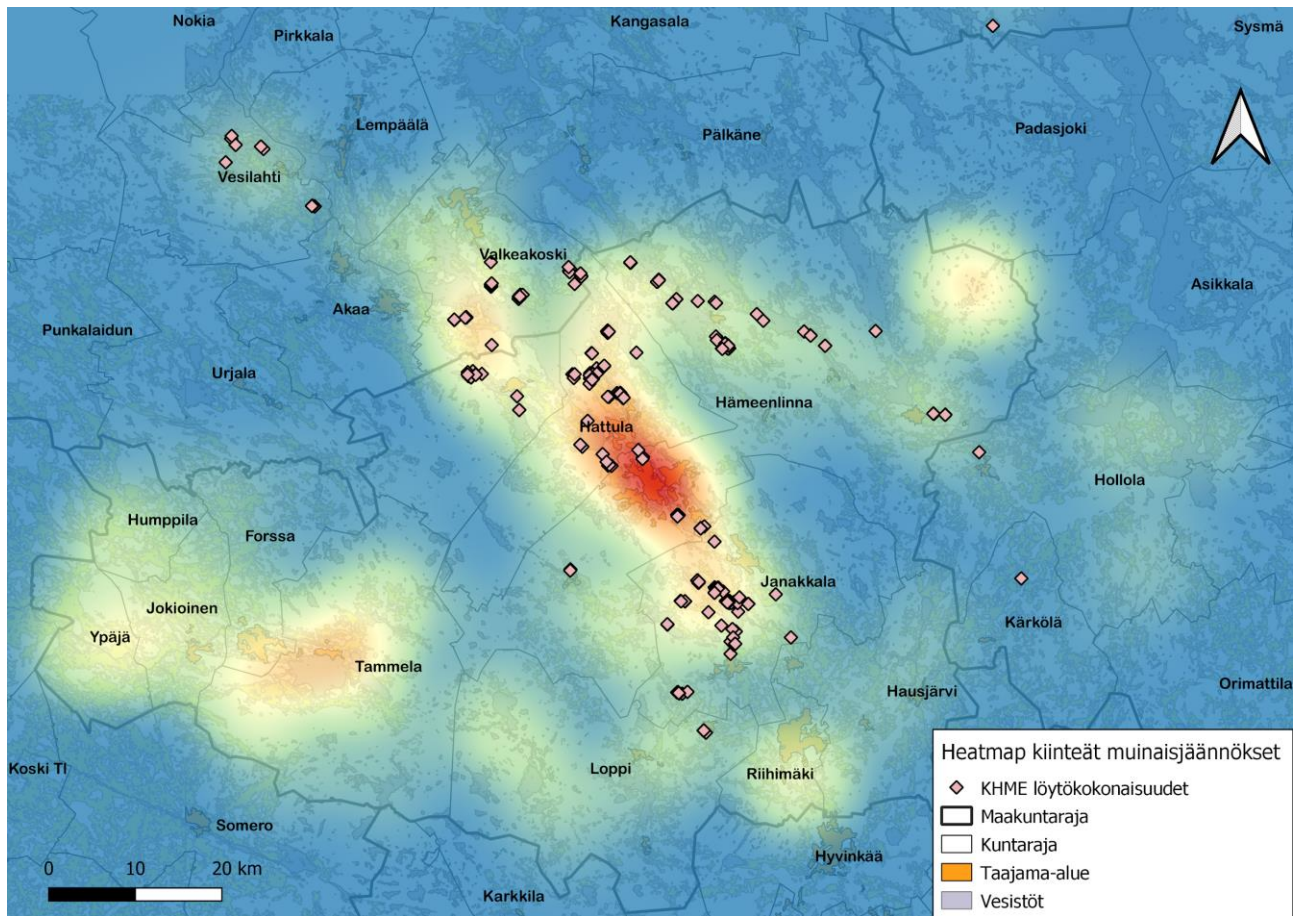 Nokia
Pirkkala
Kangasala
Sysmä
Lempäälä
Pälkäne
Padasjoki
Vesilahti
Valkeakoski
Asikkala
Akaa
Punkalaidun
Urjala
Hämeenlinna
Hattula
Hollola
Humppila
Forssa
Jokioinen
Janakkala
Kärkölä
Ypäjä
Tammela
Hausjärvi
Orimattila
Koski Tl
Loppi
Riihimäki
Somero
Hyvinkää
Karkkila
0 10 20 km
Heatmap kiinteät muinaisjäännökset
KHME löytökokonaisuudet
Maakuntaraja
Kuntaraja
Taajama-alue
Vesistöt